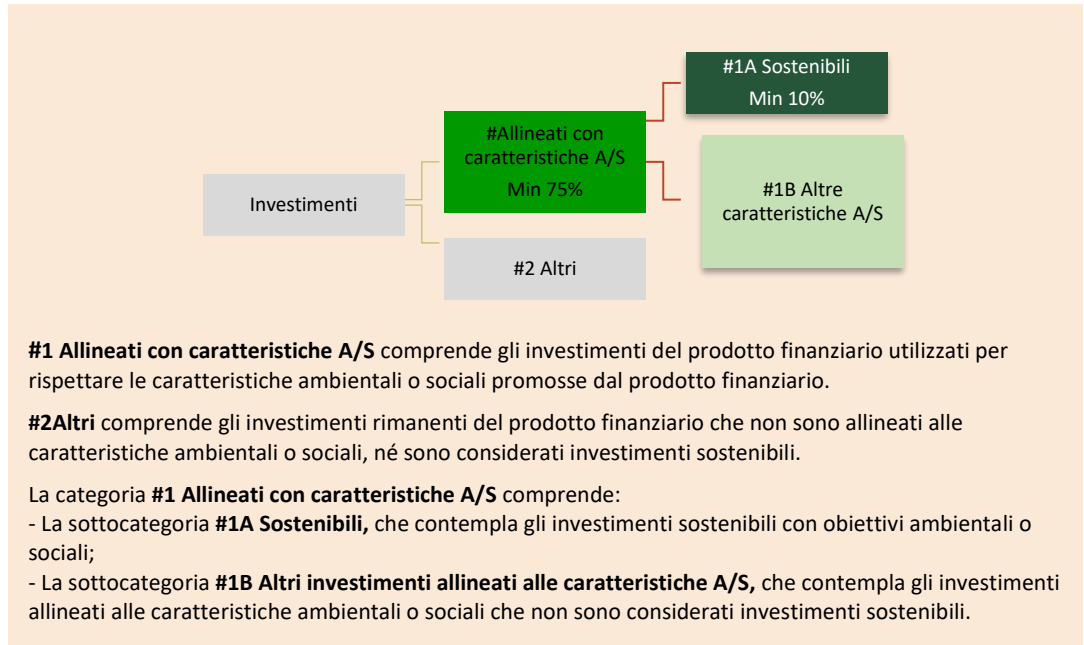 #1A Sostenibili
Min 10%
#Allineati con
caratteristiche A/S
Min 75%
#1B Altre
caratteristiche A/S
Investimenti
#2 Altri
#1 Allineati con caratteristiche A/S comprende gli investimenti del prodotto finanziario utilizzati per
rispettare le caratteristiche ambientali o sociali promosse dal prodotto finanziario.
#2Altri comprende gli investimenti rimanenti del prodotto finanziario che non sono allineati alle
caratteristiche ambientali o sociali, né sono considerati investimenti sostenibili.
La categoria #1 Allineati con caratteristiche A/S comprende:
- La sottocategoria #1A Sostenibili, che contempla gli investimenti sostenibili con obiettivi ambientali o
sociali;
- La sottocategoria #1B Altri investimenti allineati alle caratteristiche A/S, che contempla gli investimenti
allineati alle caratteristiche ambientali o sociali che non sono considerati investimenti sostenibili.